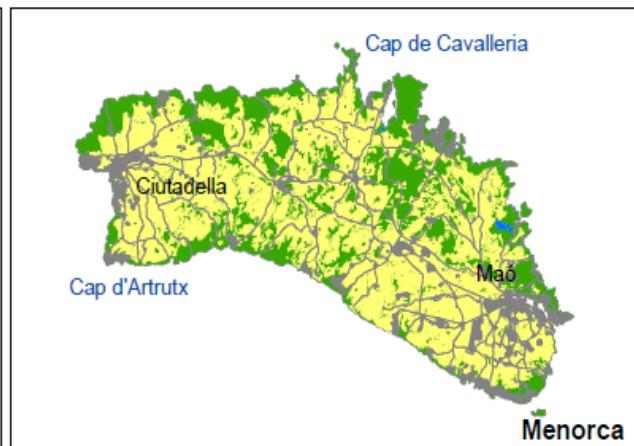 Cap de Cavalleria
Ciutadella
Cap d'Artrutx
Maó
Menorca